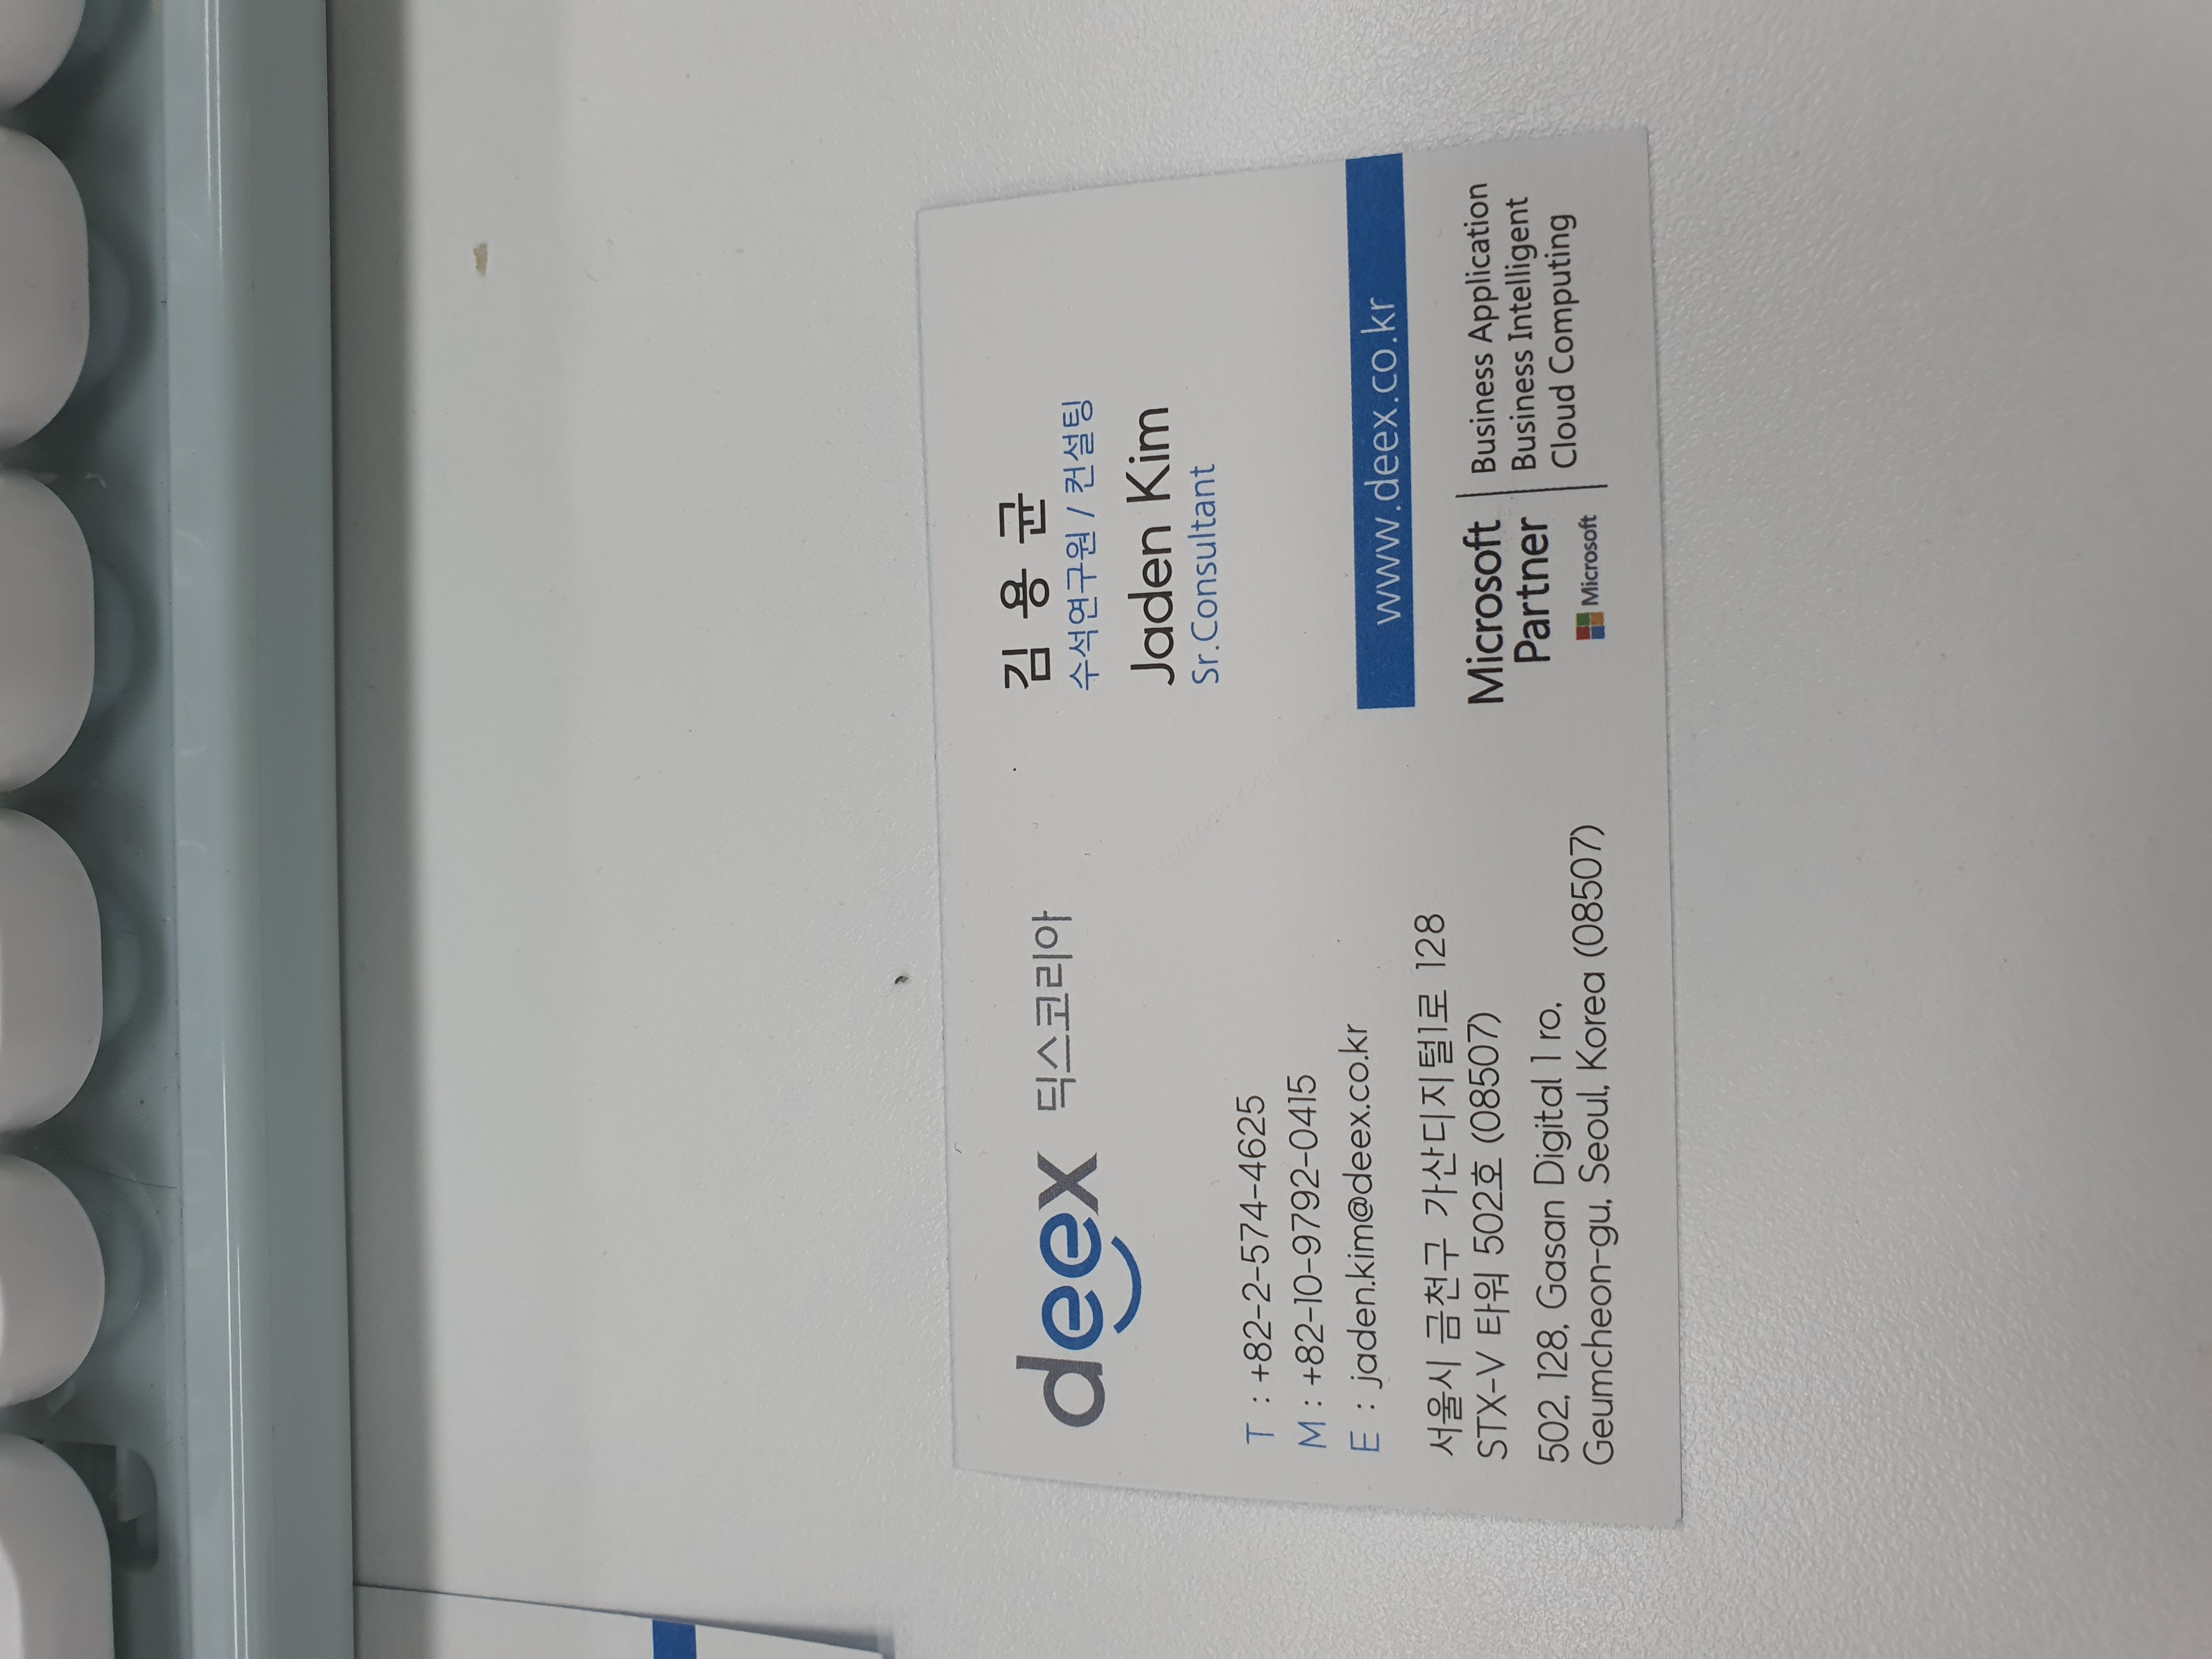 deex 딕스코리아
김용균
수석연구원 / 컨설팅
Jaden Kim
Sr.Consultant
T : +82-2-574-4625
M : +82-10-9792-0415
E : jaden.kim@deex.co.kr
서울시 금천구 가산디지털1로 128
STX-V 타워 502호 (08507)
502, 128, Gasan Digital 1 ro,
Geumcheon-gu, Seoul, Korea (08507)
www.deex.co.kr
Microsoft
Partner
Microsoft
Business Application
Business Intelligent
Cloud Computing